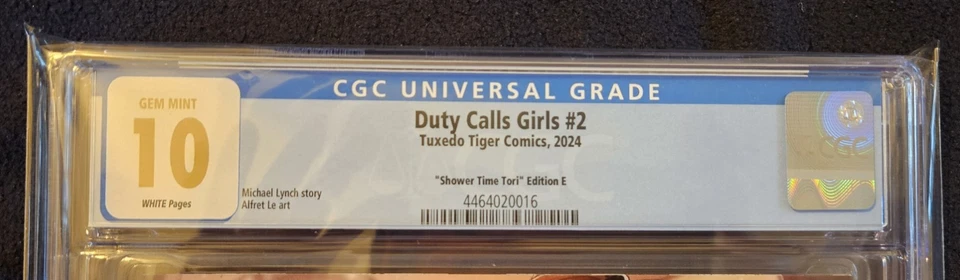 CGC UNIVERSAL GRADE
GEM MINT
10
WHITE Pages
Duty Calls Girls #2
Tuxedo Tiger Comics, 2024
"Shower Time Tori" Edition E
Michael Lynch story
Alfret Le art
4464020016
CGC